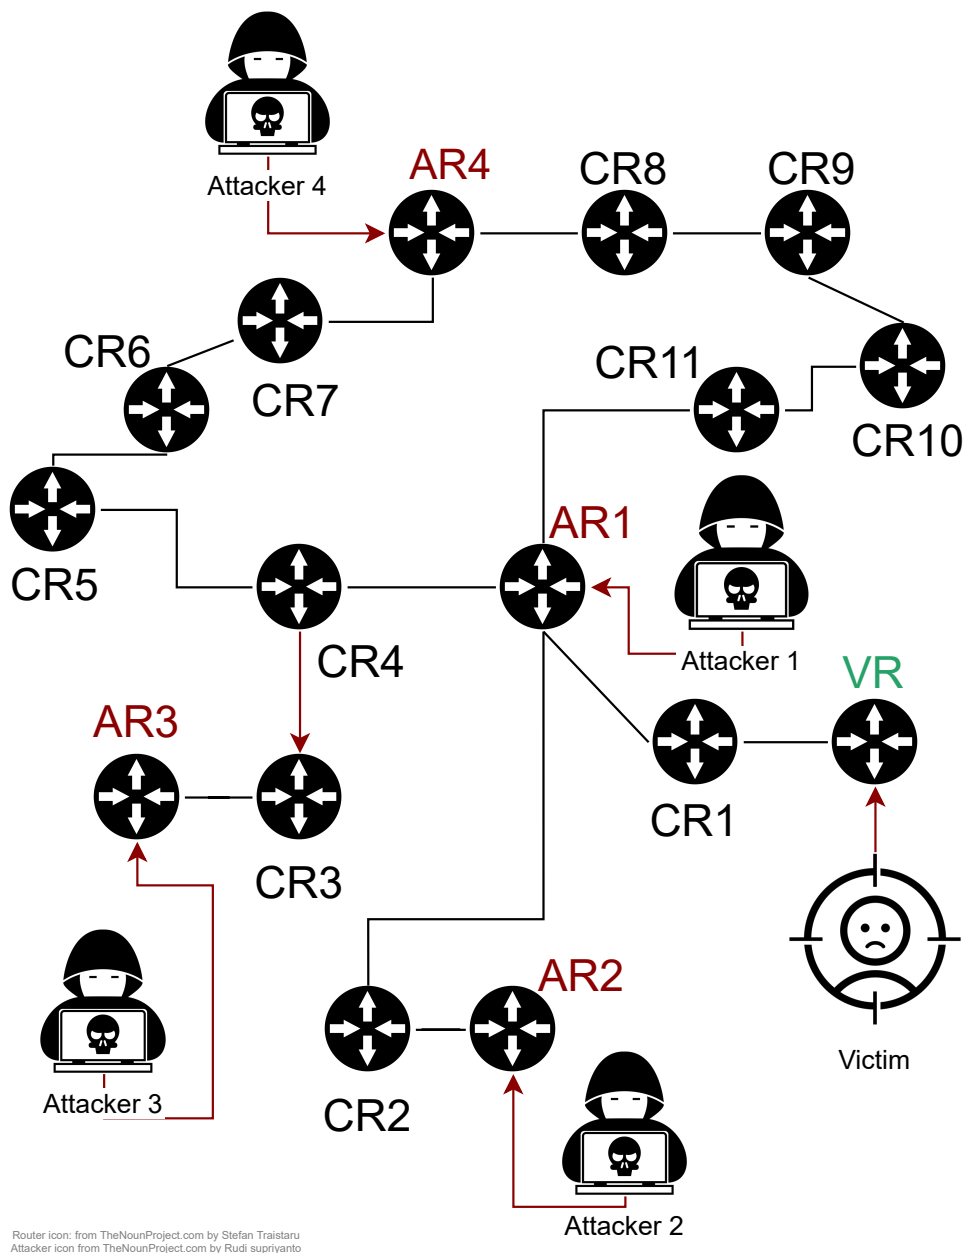 AR4
CR8
CR9
Attacker 4
CR6
CR7
CR11
CR10
AR1
CR5
CR4
Attacker 1
VR
AR3
CR1
CR3
AR2
Victim
Attacker 3
CR2
Attacker 2
Router icon: from TheNounProject.com by Stefan Traistaru
Attacker icon from TheNounProject.com by Rudi supriyanto